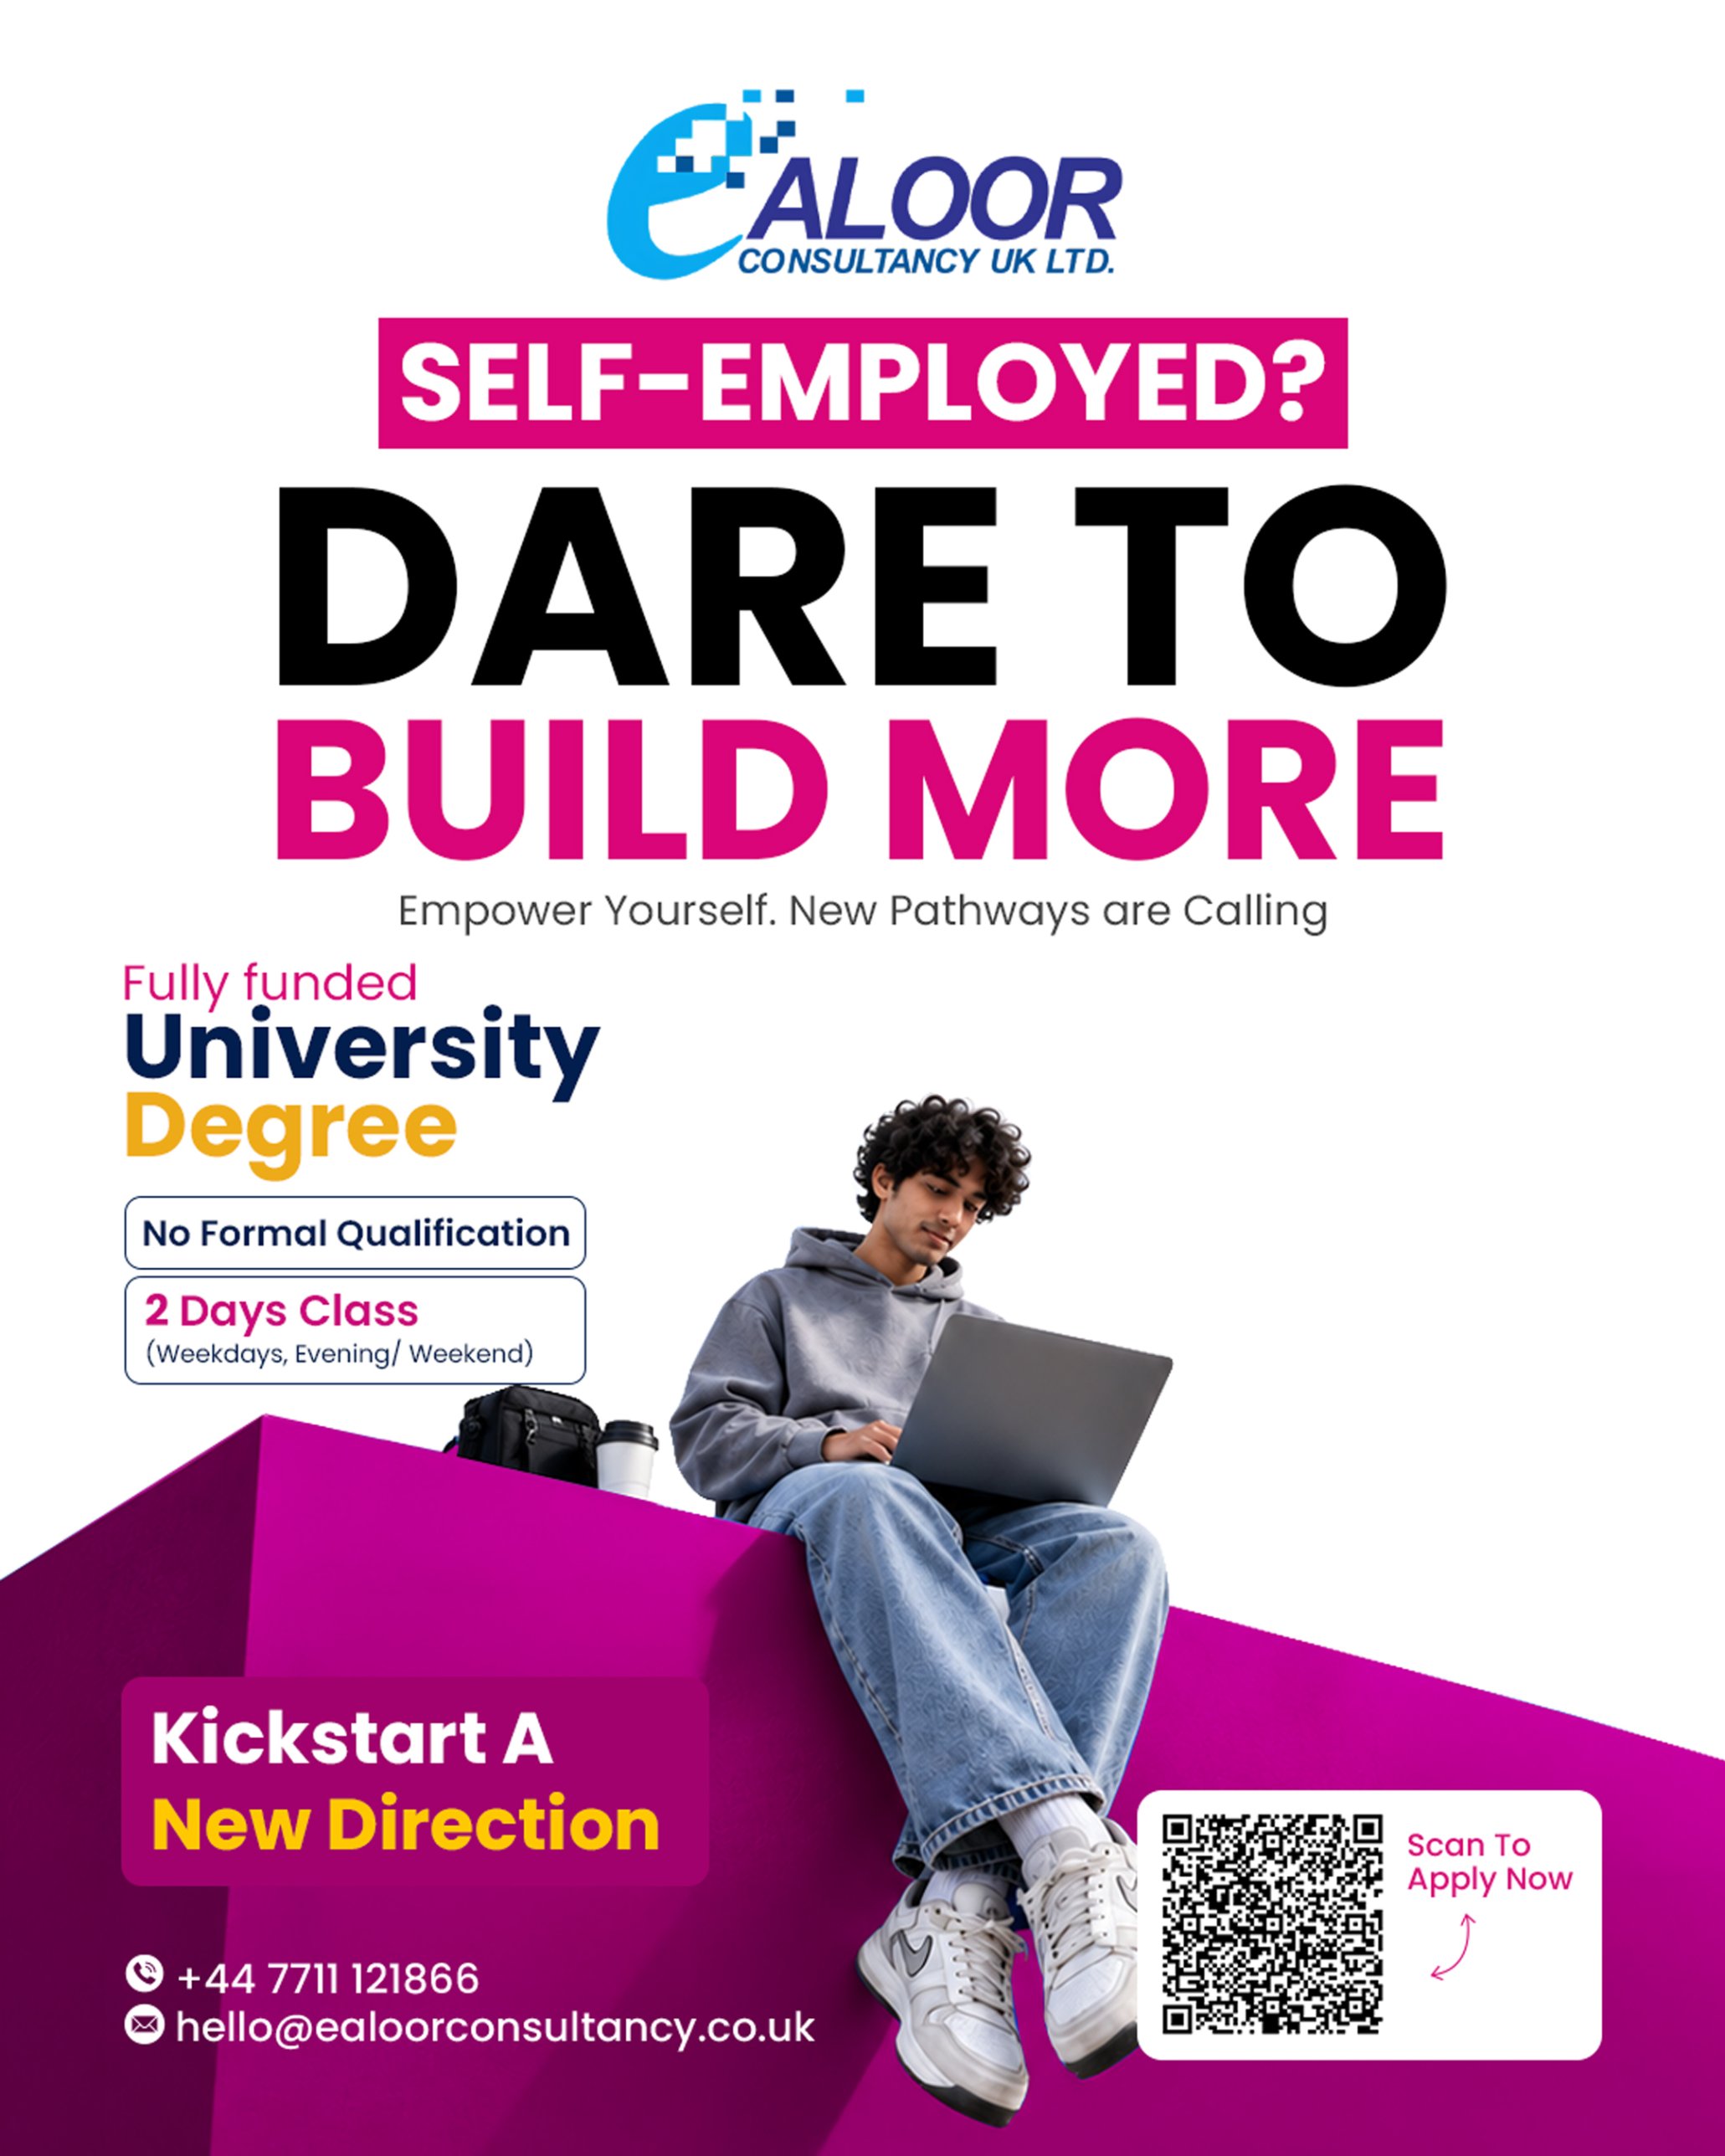 eALOOR
CONSULTANCY UK LTD.
SELF-EMPLOYED?
DARE TO
BUILD MORE
Empower Yourself. New Pathways are Calling
Fully funded
University
Degree
No Formal Qualification
2 Days Class
(Weekdays, Evening/ Weekend)
Kickstart A
New Direction
+44 7711 121866
hello@ealoorconsultancy.co.uk
Scan To
Apply Now